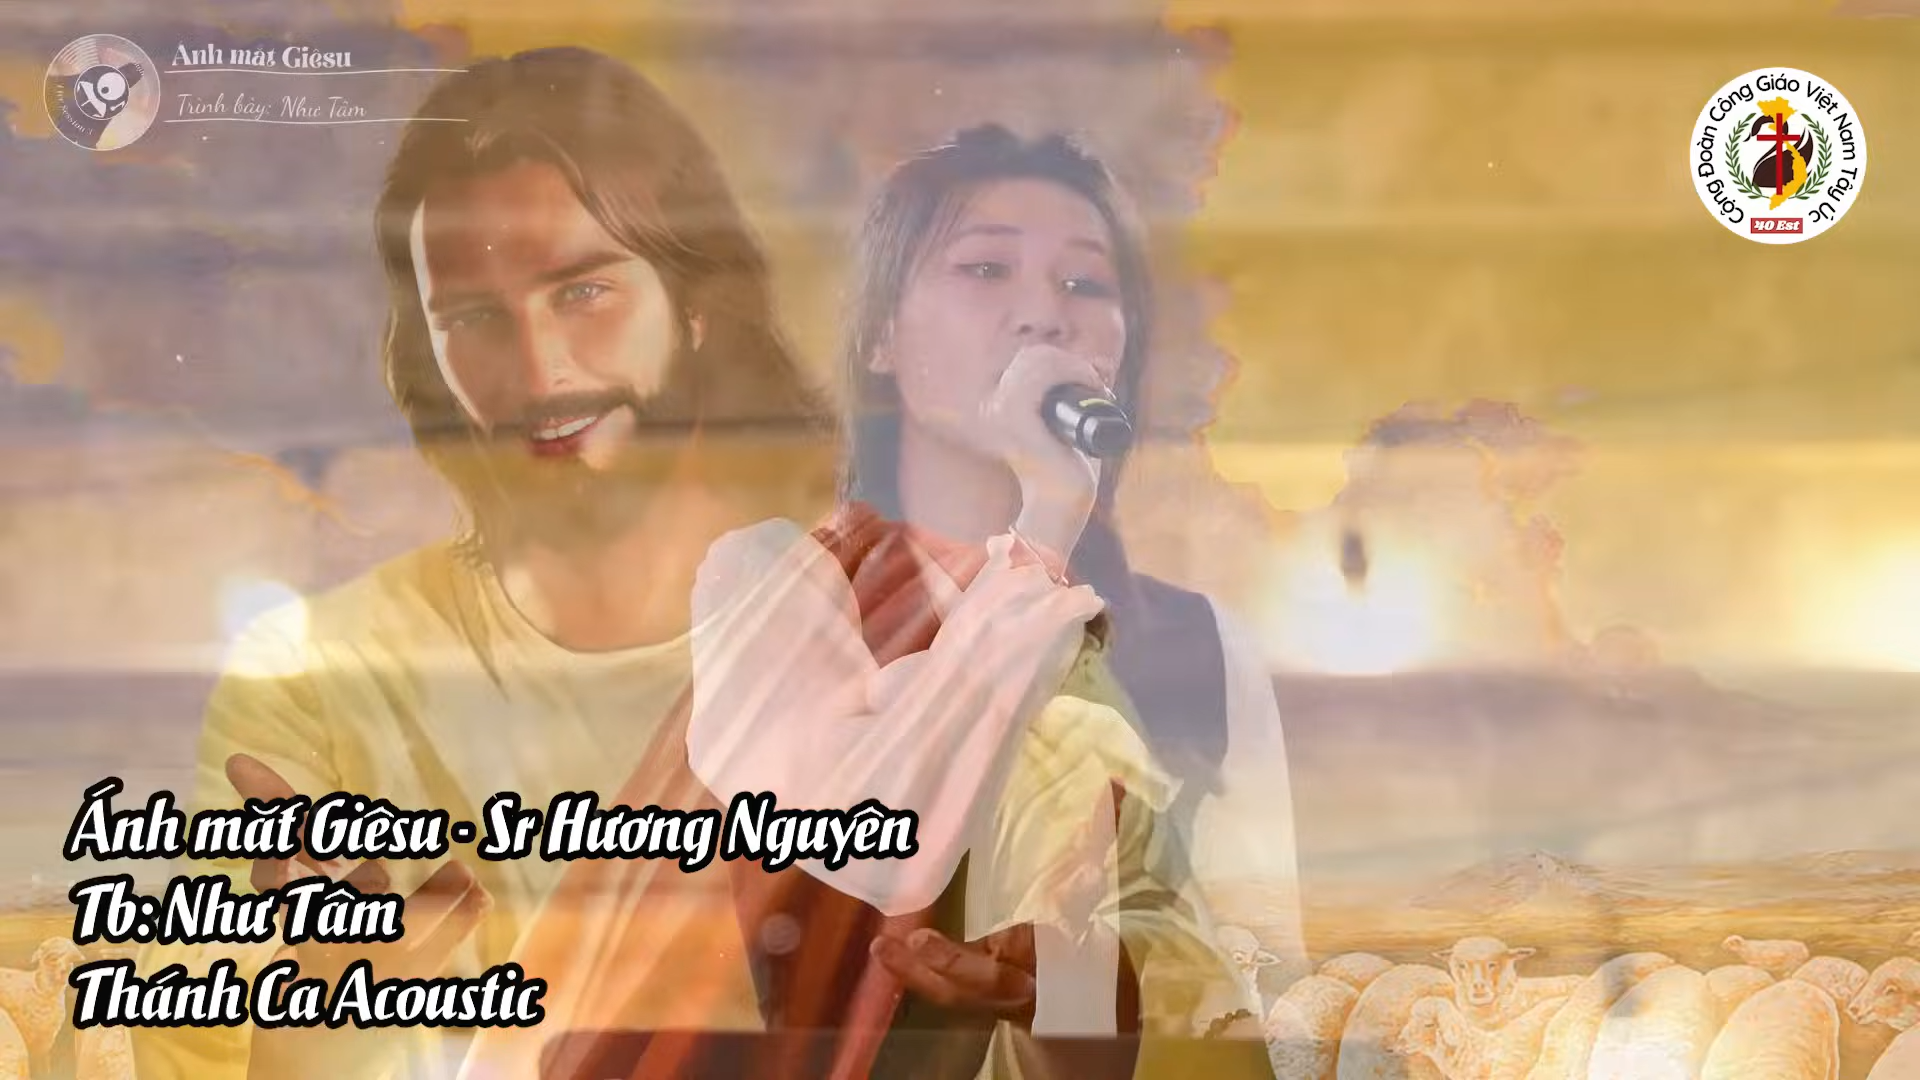 Ánh mắt Giêsu
Trình bày: Như Tâm
Cộng Đoàn Công Giáo Việt Nam Tây Úc
40 Est
Ánh mắt Giêsu - Sr Hương Nguyên
Tb: Như Tâm
Thánh Ca Acoustic